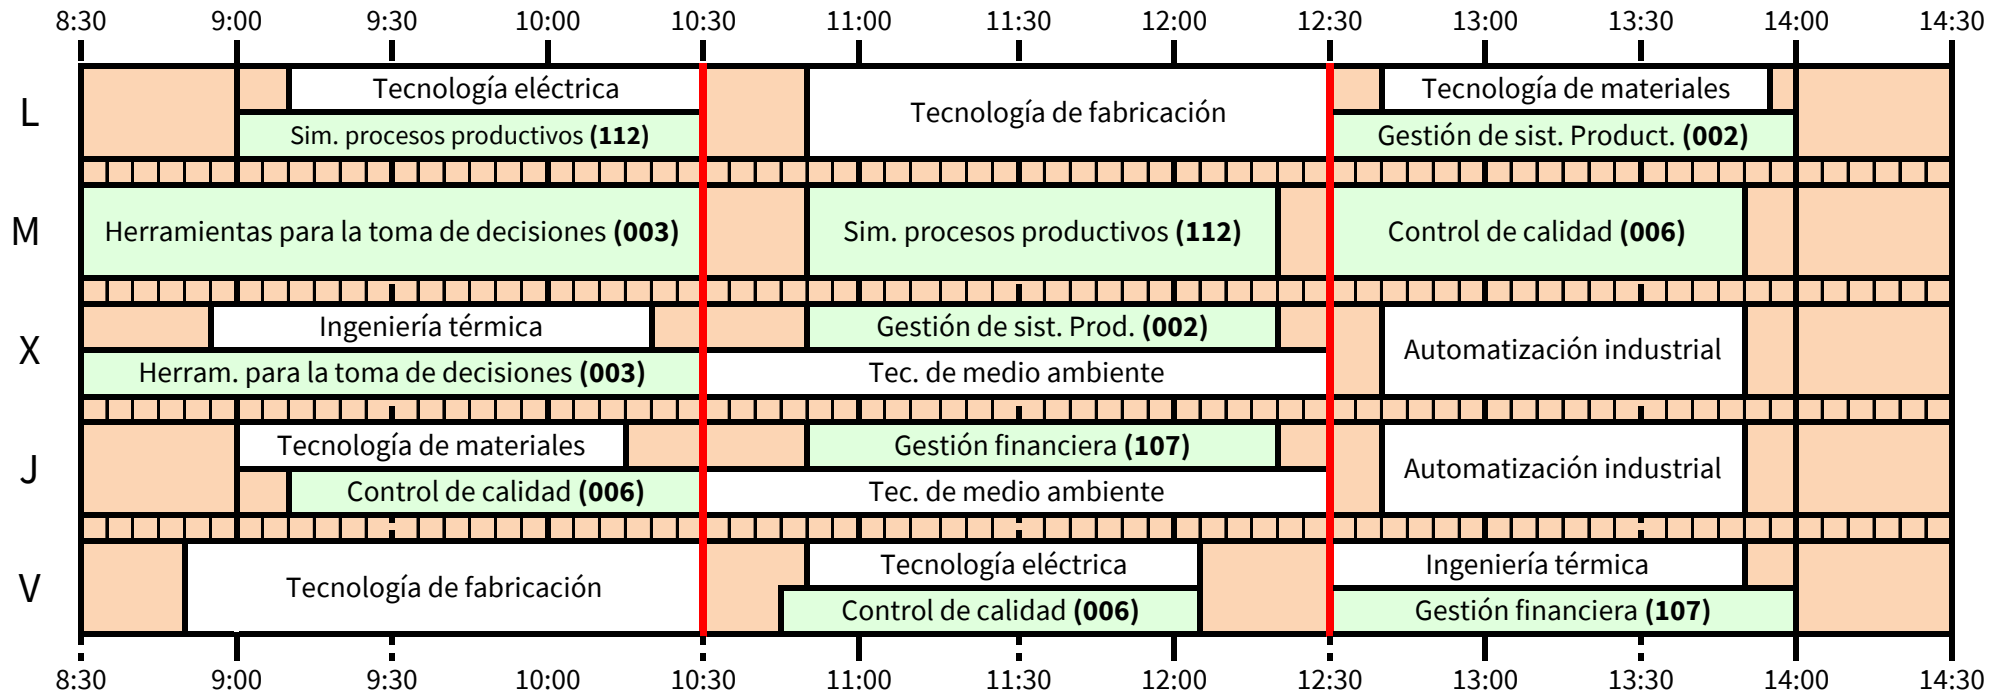 8:30 9:00 9:30 10:00 10:30 11:00 11:30 12:00 12:30 13:00 13:30 14:00 14:30
L
Tecnología eléctrica
Sim. procesos productivos (112)
Tecnología de fabricación
Tecnología de materiales
Gestión de sist. Product. (002)
M
Herramientas para la toma de decisiones (003)
Sim. procesos productivos (112)
Control de calidad (006)
X
Ingeniería térmica
Herram. para la toma de decisiones (003)
Gestión de sist. Prod. (002)
Tec. de medio ambiente
Automatización industrial
J
Tecnología de materiales
Control de calidad (006)
Gestión financiera (107)
Tec. de medio ambiente
Automatización industrial
V
Tecnología de fabricación
Tecnología eléctrica
Control de calidad (006)
Ingeniería térmica
Gestión financiera (107)
8:30 9:00 9:30 10:00 10:30 11:00 11:30 12:00 12:30 13:00 13:30 14:00 14:30